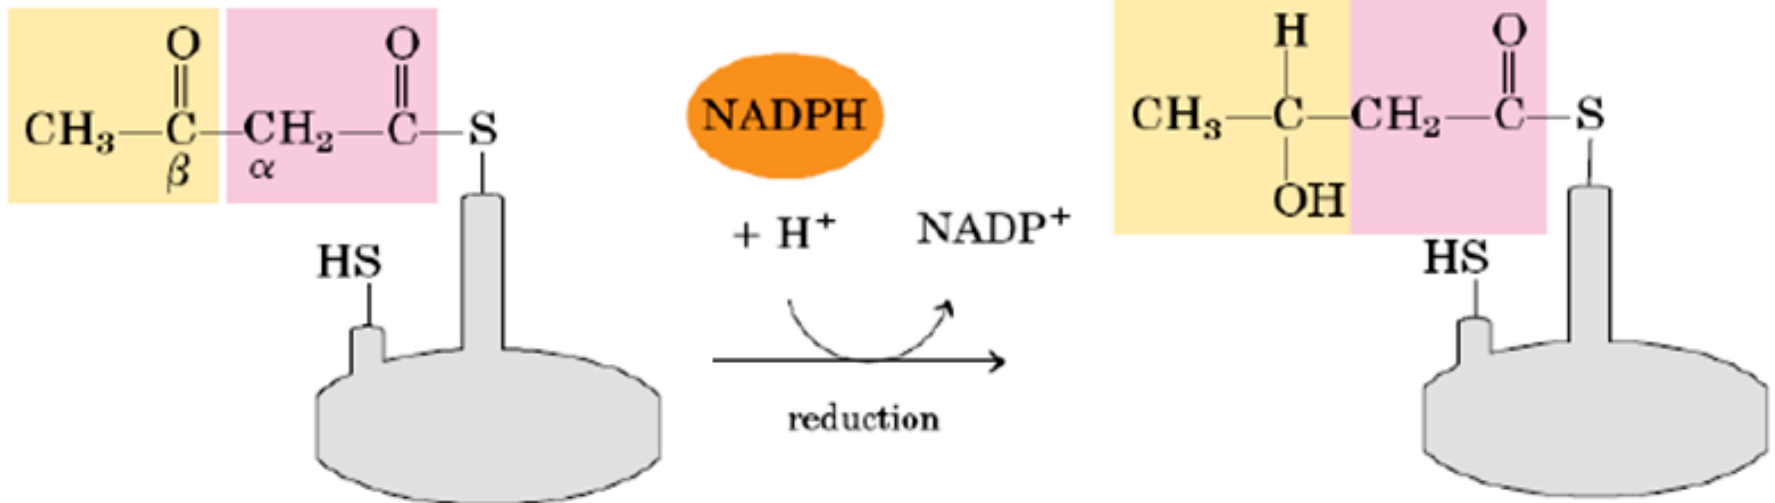 O
O
CH₃—C—CH₂—C—S
β
α
HS
NADPH
+ H⁺
NADP⁺
reduction
H
O
CH₃—C—CH₂—C—S
OH
HS